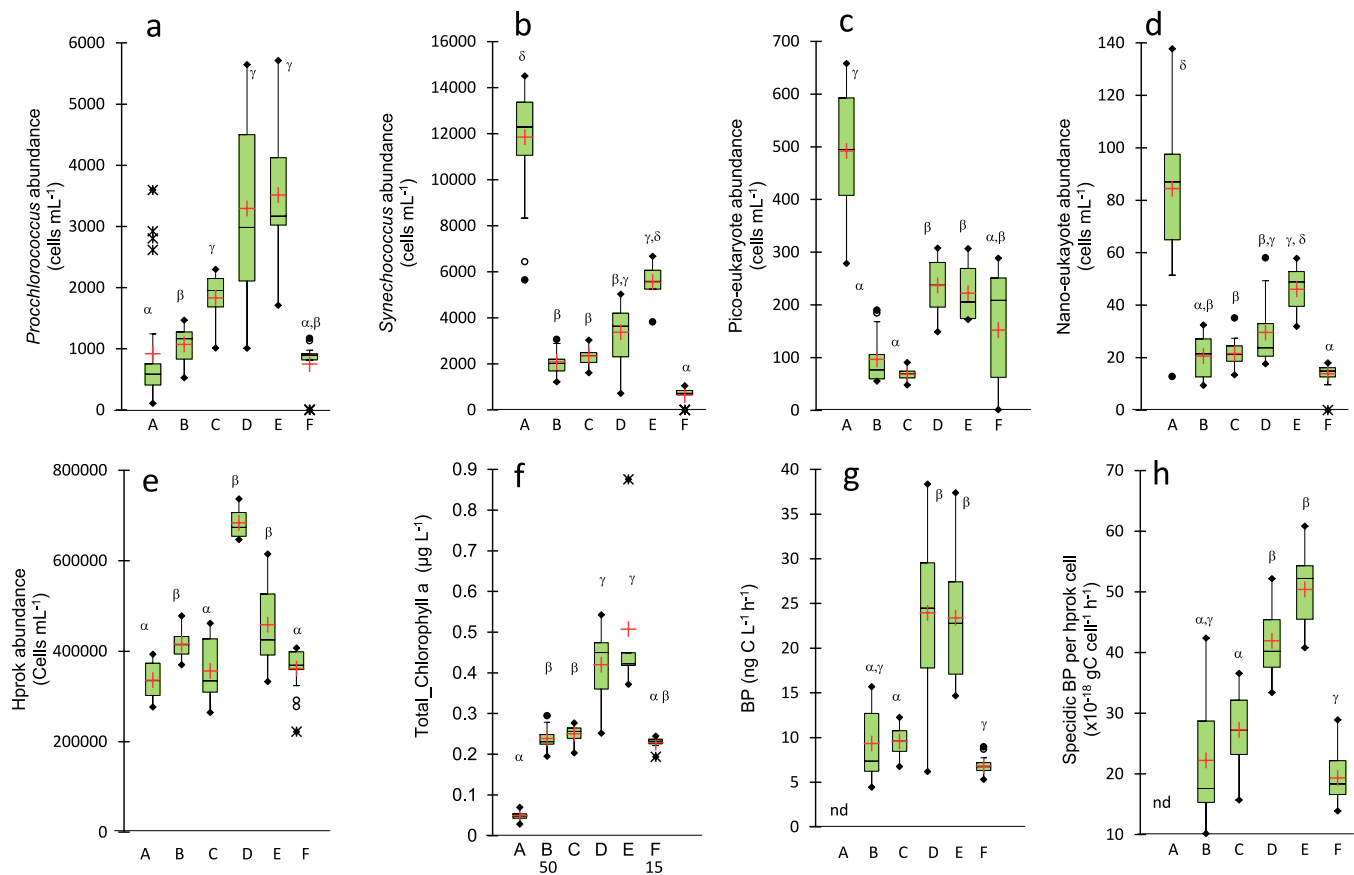 a
Procchlorococcus abundance
(cells mL-1)
6000
5000
4000
3000
2000
1000
0
α
β
γ
γ
γ
α,β
A B C D E F
b
Synechococcus abundance
(cells mL-1)
16000
14000
12000
10000
8000
6000
4000
2000
0
δ
β
β
β,γ
γ,δ
α
A B C D E F
c
Pico-eukaryote abundance
(cells mL-1)
700
600
500
400
300
200
100
0
γ
α
α
β
β
α,β
A B C D E F
d
Nano-eukayote abundance
(cells mL-1)
140
120
100
80
60
40
20
0
δ
α,β
β
β,γ
γ, δ
α
A B C D E F
e
Hprok abundance
(Cells mL-1)
800000
600000
400000
200000
0
α
β
α
β
β
α
A B C D E F
f
Total_Chlorophyll a (µg L-1)
0.9
0.8
0.7
0.6
0.5
0.4
0.3
0.2
0.1
0
α
β
β
γ
γ
α β
A B C D E F
50 15
g
BP (ng C L-1 h-1)
40
35
30
25
20
15
10
5
0
nd
α,γ
α
β
β
γ
A B C D E F
h
Specidic BP per hprok cell
(x10-18 gC cell-1 h-1)
70
60
50
40
30
20
10
nd
α,γ
α
β
β
γ
A B C D E F